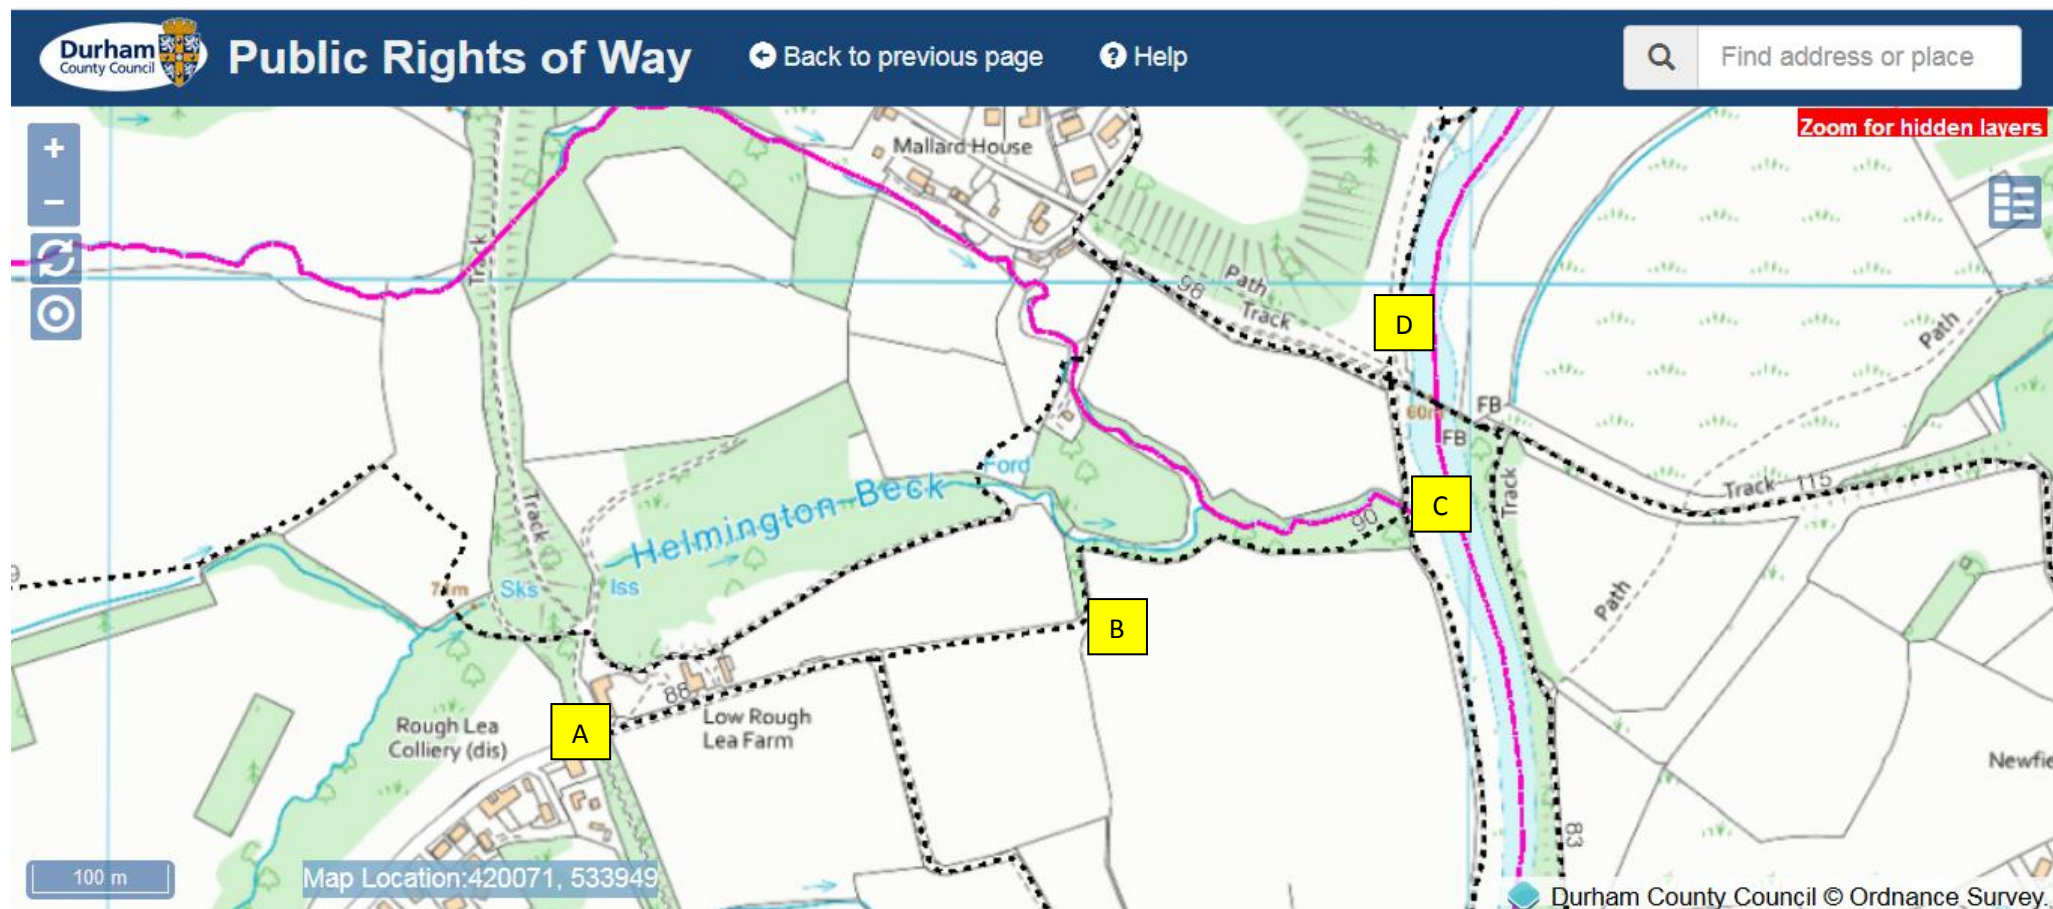 Durham
County Council
Public Rights of Way
Back to previous page
Help
Find address or place
Zoom for hidden layers
+
−
Mallard House
Track
98
Path
Track
D
Path
60m
FB
FB
Ford
Helmington Beck
Track
90
C
Track
Track
115
9
71m
Sks
Iss
Path
B
88
A
Rough Lea
Colliery (dis)
Low Rough
Lea Farm
Newfie
83
100 m
Map Location:420071, 533949
Durham County Council © Ordnance Survey.